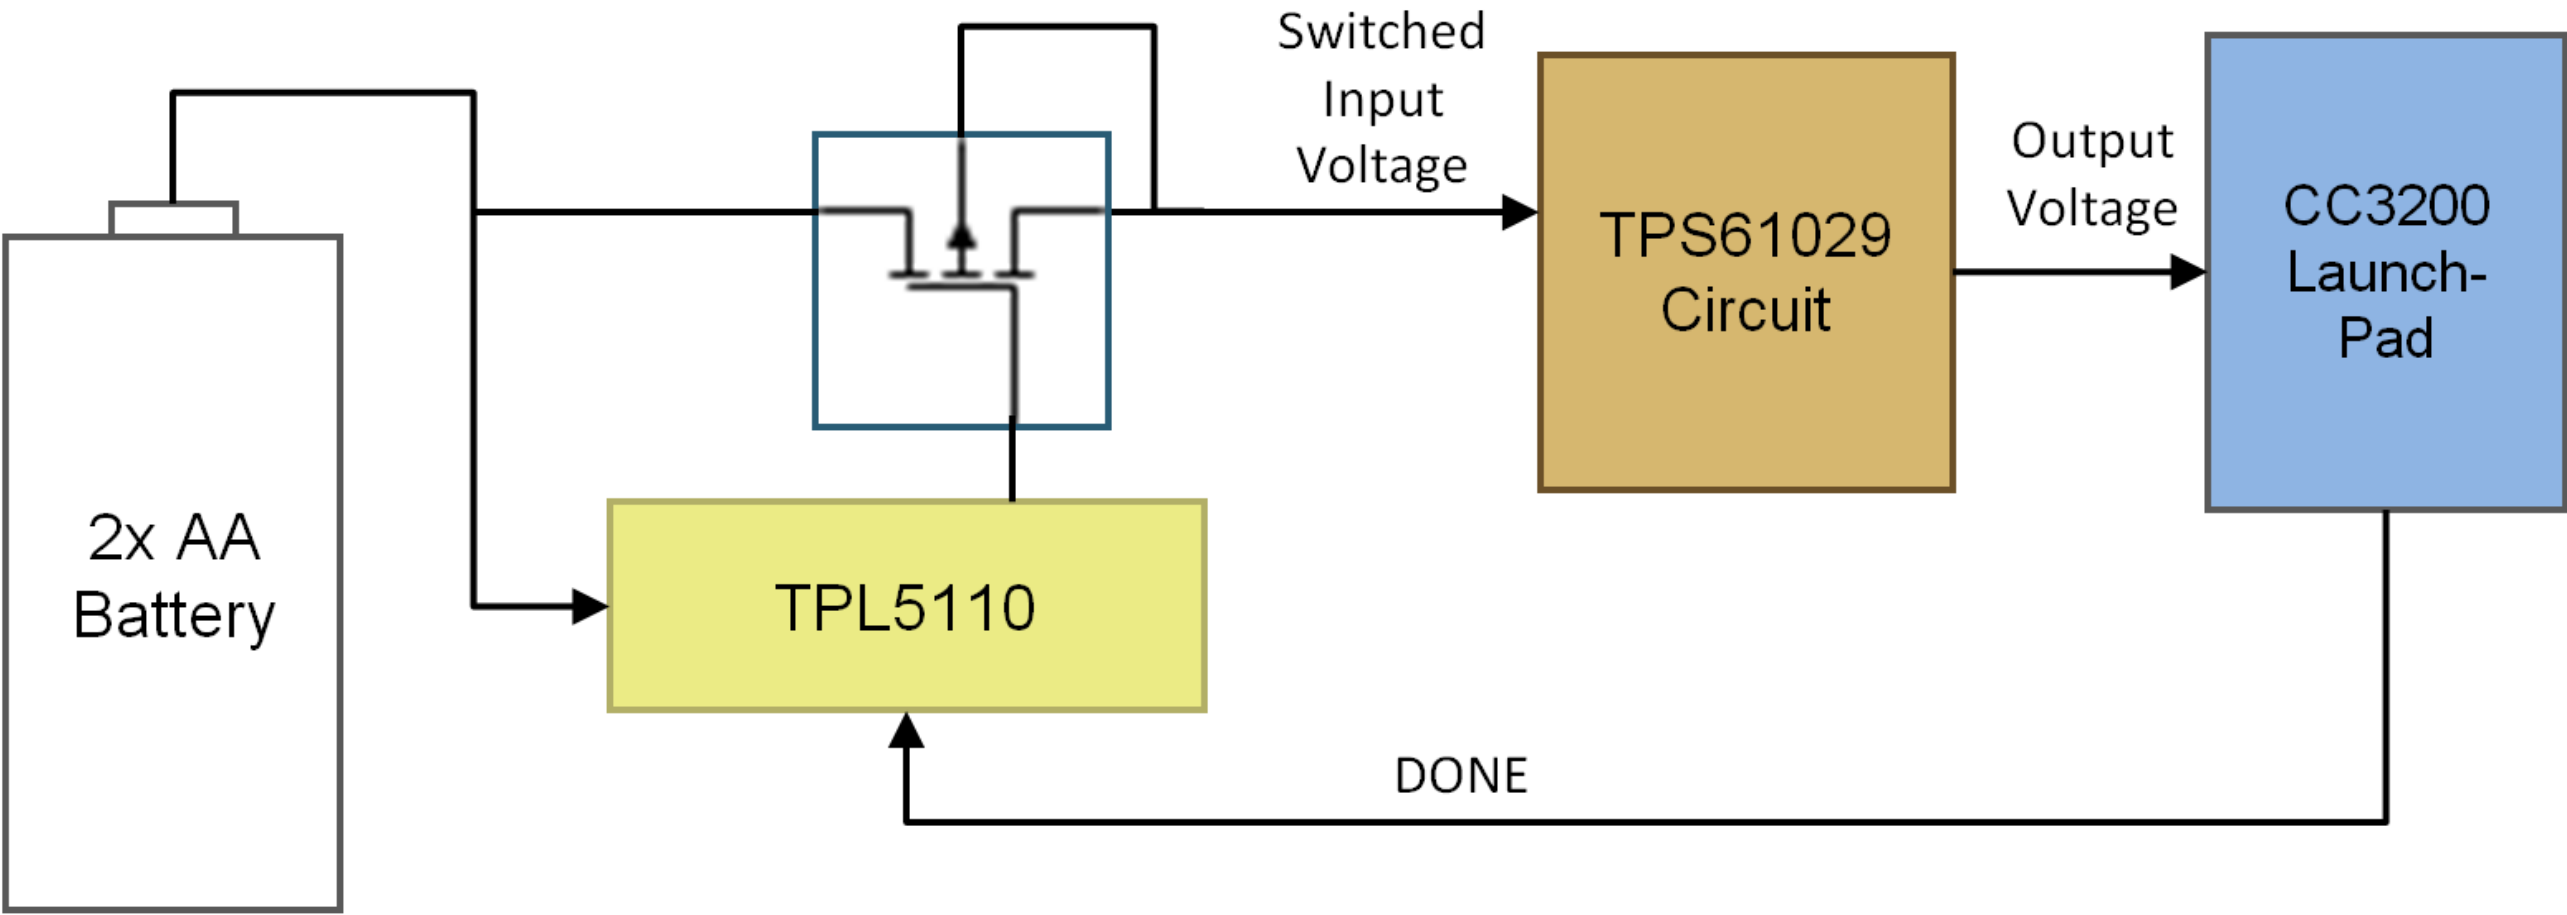 2x AA
Battery
TPL5110
Switched
Input
Voltage
TPS61029
Circuit
Output
Voltage
CC3200
Launch-
Pad
DONE